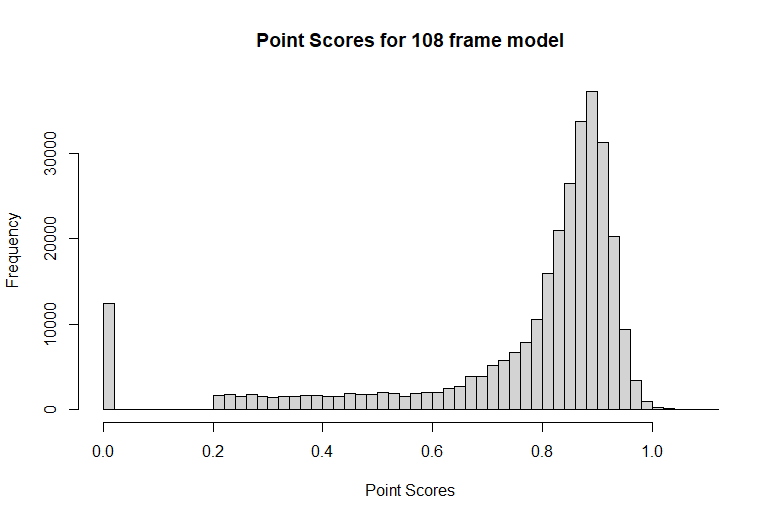 Point Scores for 108 frame model
Frequency
30000
20000
10000
0
0.0 0.2 0.4 0.6 0.8 1.0
Point Scores